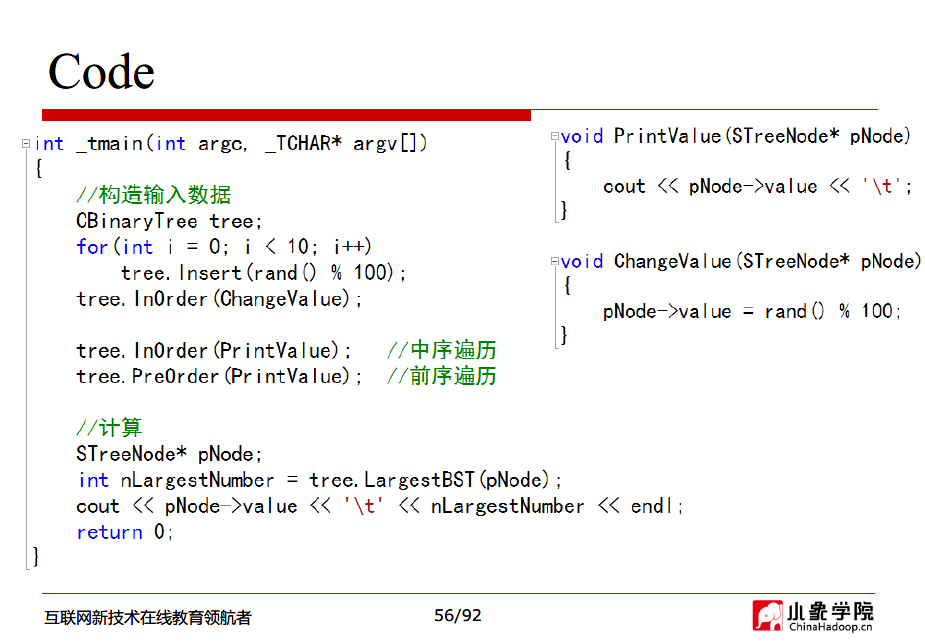 Code
int _tmain(int argc, _TCHAR* argv[])
{
//构造输入数据
CBinaryTree tree;
for(int i = 0; i < 10; i++)
tree.Insert(rand() % 100);
tree.InOrder(ChangeValue);
tree.InOrder(PrintValue); //中序遍历
tree.PreOrder(PrintValue); //前序遍历
//计算
STreeNode* pNode;
int nLargestNumber = tree.LargestBST(pNode);
cout << pNode->value << '\t' << nLargestNumber << endl;
return 0;
}
void PrintValue(STreeNode* pNode)
{
cout << pNode->value << '\t';
}
void ChangeValue(STreeNode* pNode)
{
pNode->value = rand() % 100;
}
互联网新技术在线教育领航者
56/92
小象学院
ChinaHadoop.cn